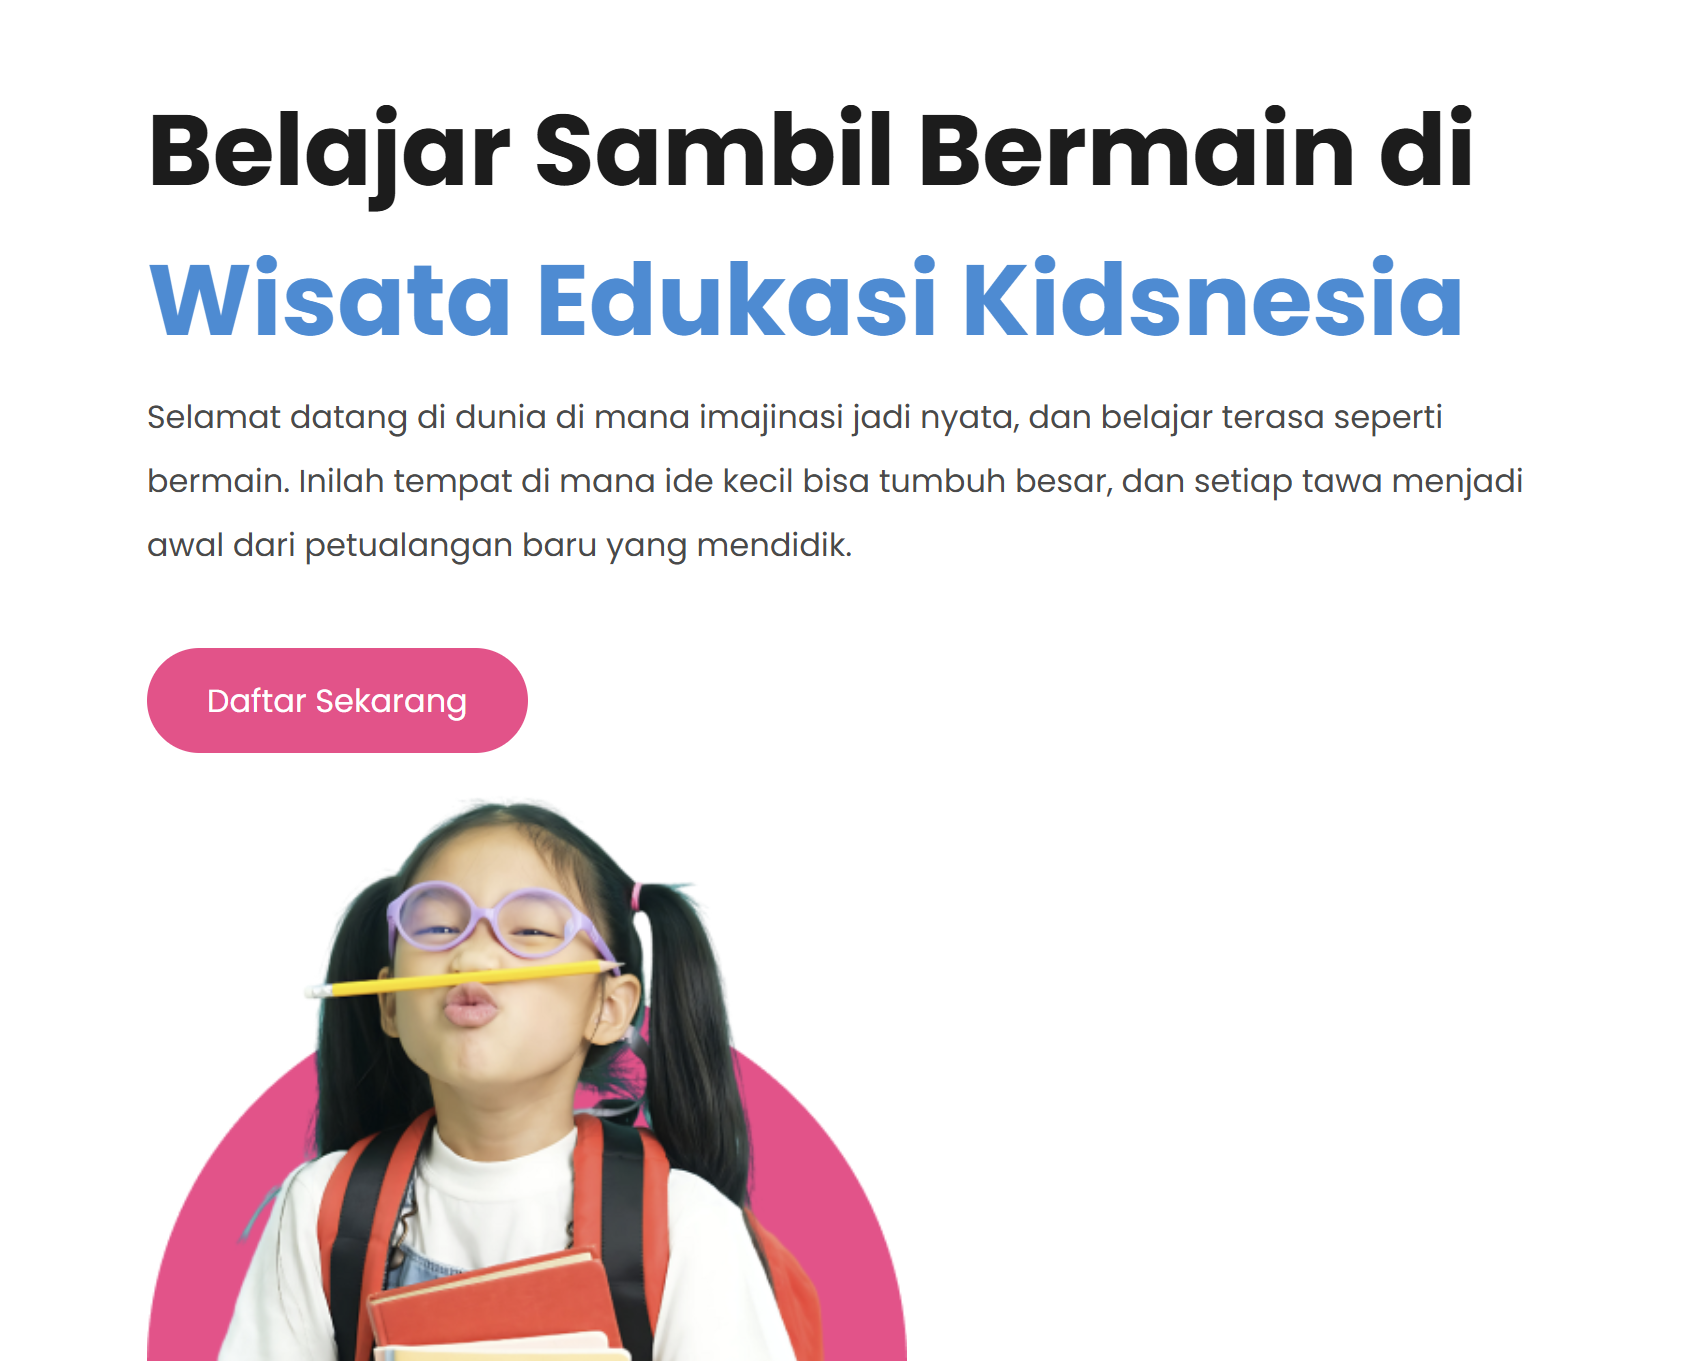 Belajar Sambil Bermain di
Wisata Edukasi Kidsnesia
Selamat datang di dunia di mana imajinasi jadi nyata, dan belajar terasa seperti
bermain. Inilah tempat di mana ide kecil bisa tumbuh besar, dan setiap tawa menjadi
awal dari petualangan baru yang mendidik.
Daftar Sekarang